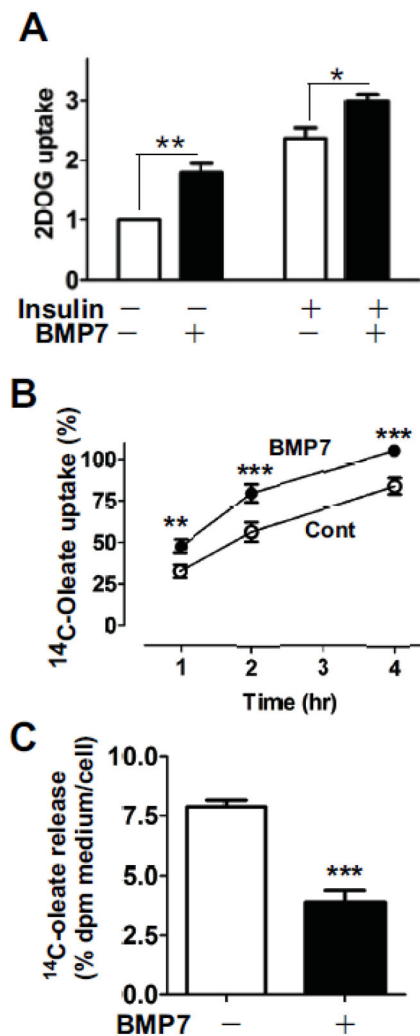 A
2DOG uptake
3
2
1
0
**
*
Insulin − − + +
BMP7 − + − +
B
14C-Oleate uptake (%)
100
75
50
25
0
**
***
***
BMP7
Cont
1 2 3 4
Time (hr)
C
14C-oleate release
(% dpm medium/cell)
0.0
7.5
5.0
2.5
0.0
***
BMP7 − +